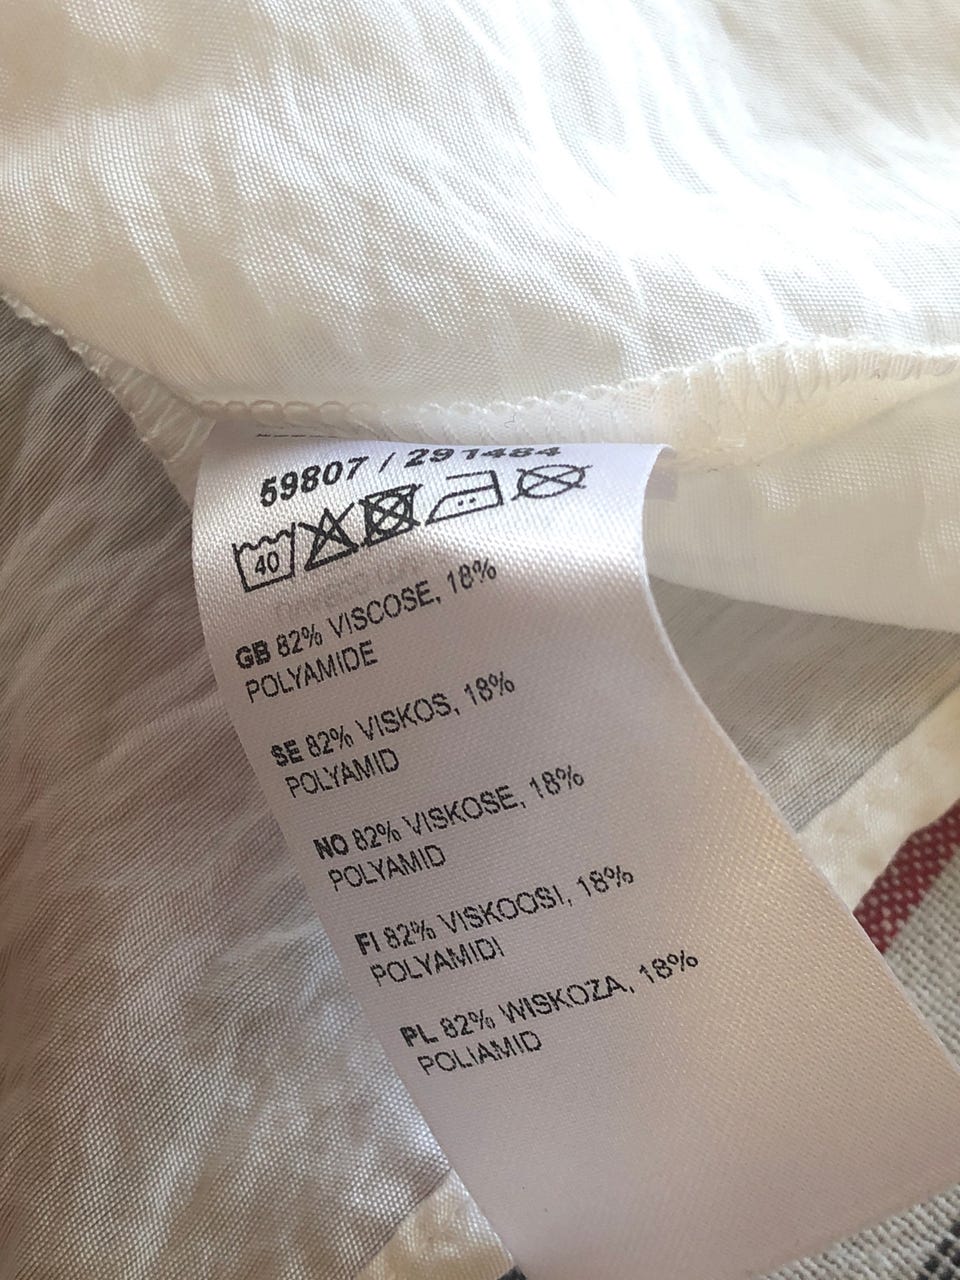 59807 / 291484
40
GB 82% VISCOSE, 18%
POLYAMIDE
SE 82% VISKOS, 18%
POLYAMID
NO 82% VISKOSE, 18%
POLYAMID
FI 82% VISKOOSI, 18%
POLYAMIDI
PL 82% WISKOZA, 18%
POLIAMID